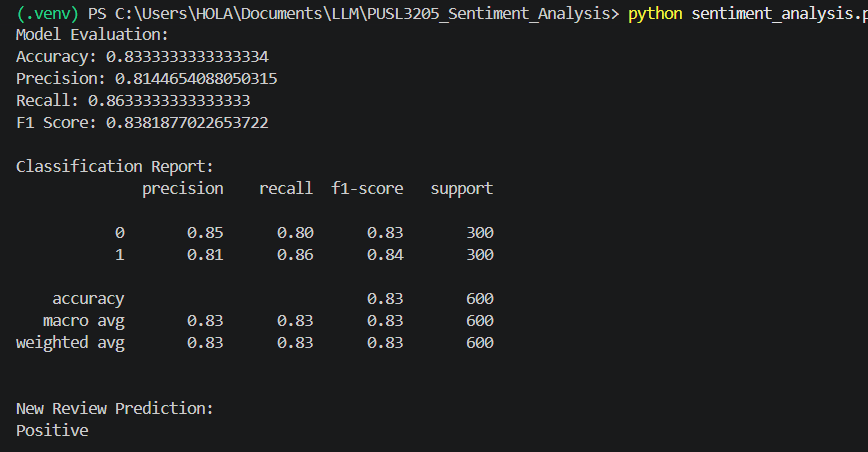 (.venv) PS C:\Users\HOLA\Documents\LLM\PUSL3205_Sentiment_Analysis> python sentiment_analysis.p
Model Evaluation:
Accuracy: 0.8333333333333334
Precision: 0.8144654088050315
Recall: 0.8633333333333333
F1 Score: 0.8381877022653722
Classification Report:
precision recall f1-score support
0 0.85 0.80 0.83 300
1 0.81 0.86 0.84 300
accuracy 0.83 600
macro avg 0.83 0.83 0.83 600
weighted avg 0.83 0.83 0.83 600
New Review Prediction:
Positive